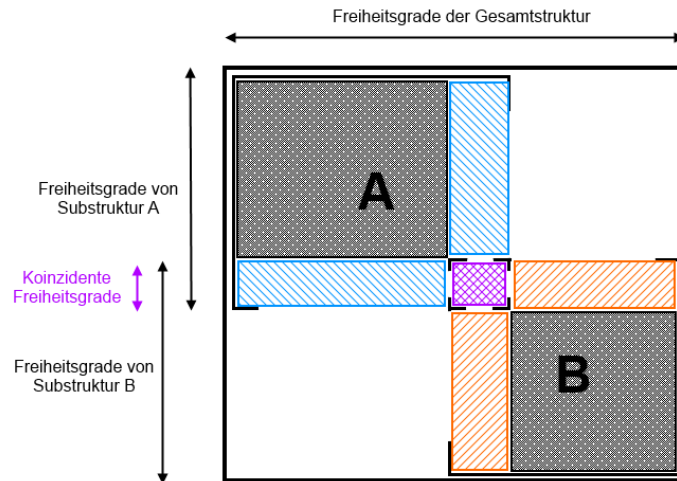 Freiheitsgrade der Gesamtstruktur
Freiheitsgrade von
Substruktur A
A
Koinzidente
Freiheitsgrade
Freiheitsgrade von
Substruktur B
B